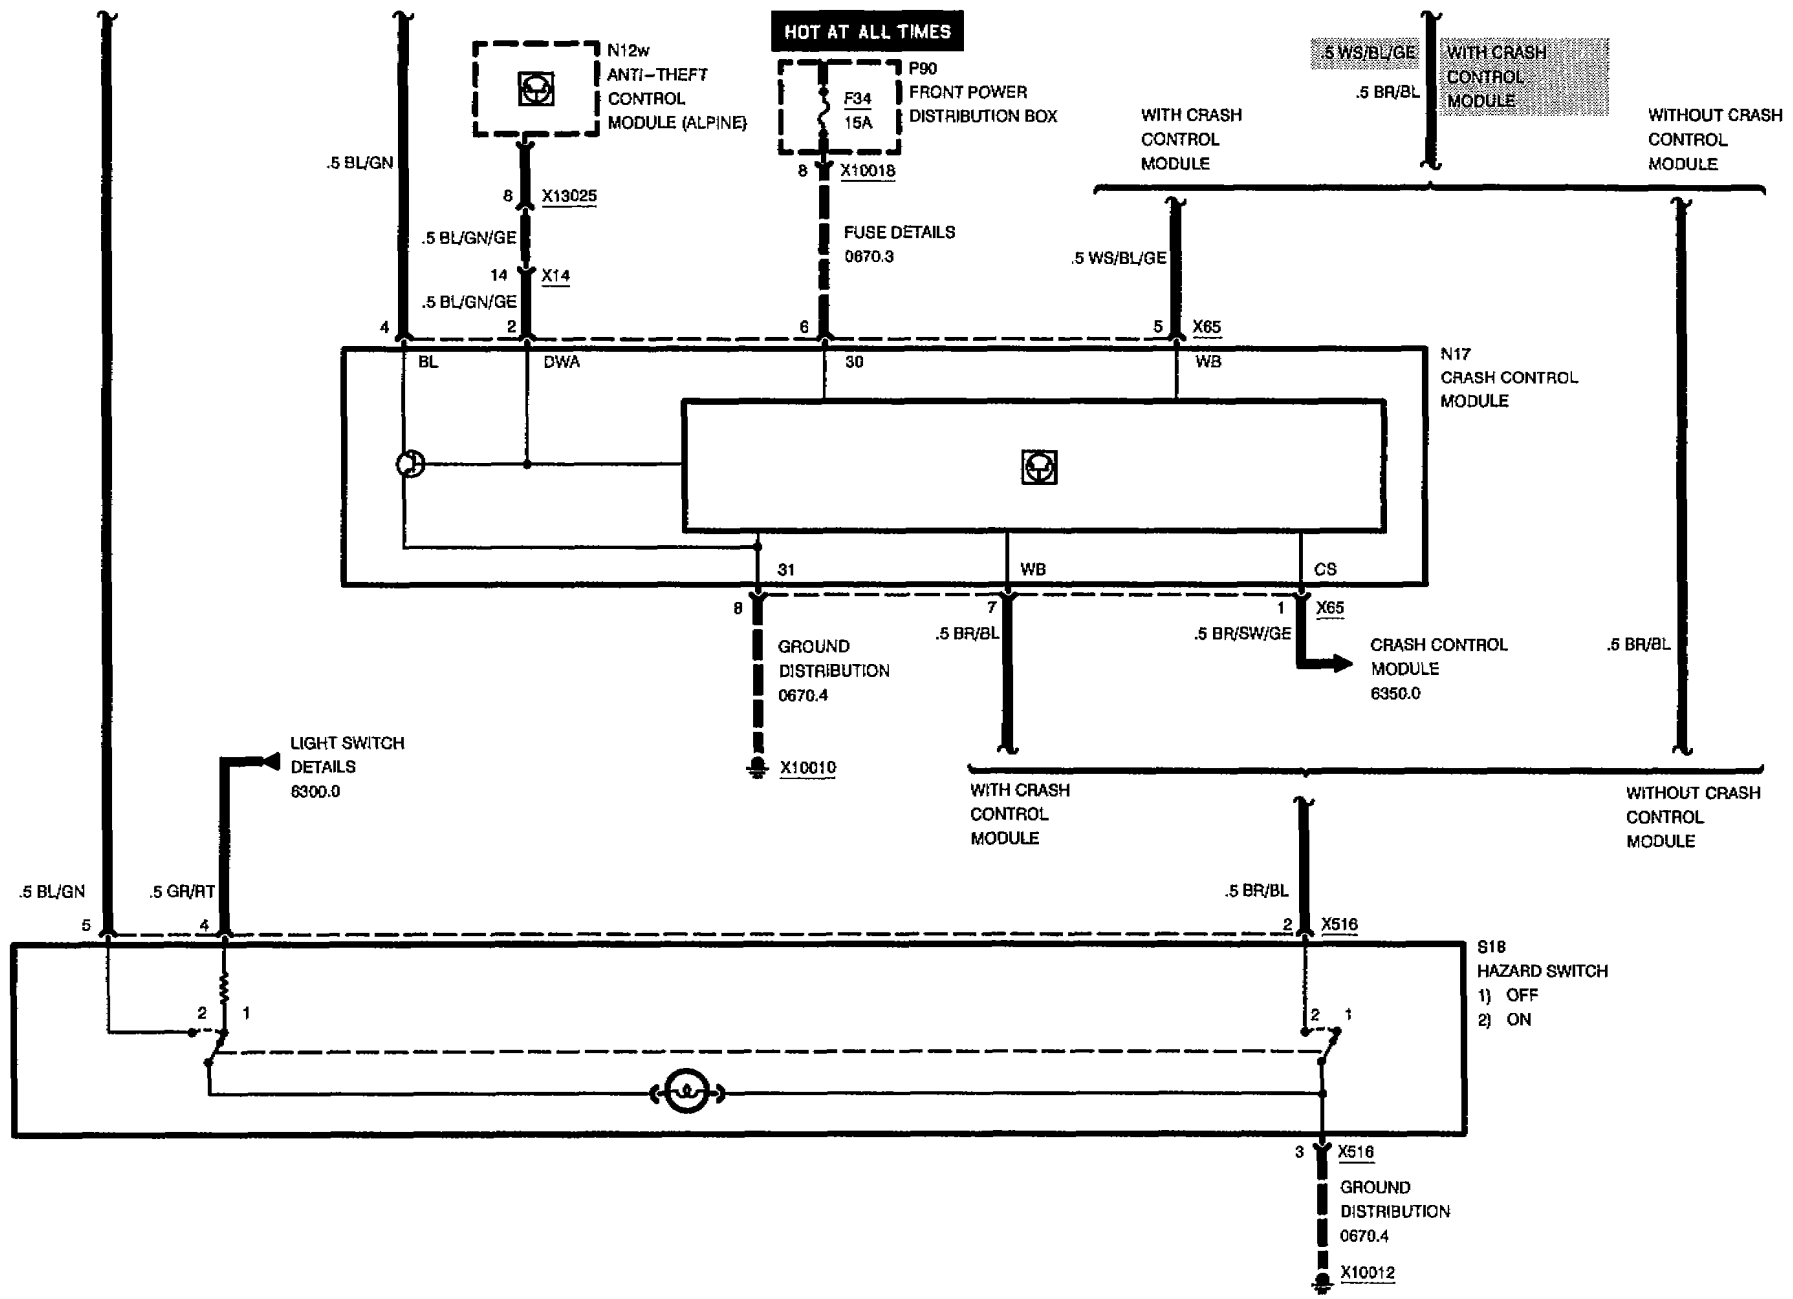 HOT AT ALL TIMES
N12w
ANTI-THEFT
CONTROL
MODULE (ALPINE)
P90
FRONT POWER
DISTRIBUTION BOX
F34
15A
.5 WS/BL/GE
WITH CRASH
CONTROL
MODULE
.5 BR/BL
WITH CRASH
CONTROL
MODULE
WITHOUT CRASH
CONTROL
MODULE
.5 BL/GN
8 X10018
8 X13025
.5 BL/GN/GE
FUSE DETAILS
0670.3
.5 WS/BL/GE
14 X14
.5 BL/GN/GE
4
2
6
5 X65
BL
DWA
30
WB
N17
CRASH CONTROL
MODULE
31
WB
CS
8
7
1 X65
.5 BR/BL
.5 BR/SW/GE
GROUND
DISTRIBUTION
0670.4
CRASH CONTROL
MODULE
6350.0
.5 BR/BL
LIGHT SWITCH
DETAILS
6300.0
X10010
WITH CRASH
CONTROL
MODULE
WITHOUT CRASH
CONTROL
MODULE
.5 BL/GN
.5 GR/RT
.5 BR/BL
5
4
2 X516
S18
HAZARD SWITCH
1) OFF
2) ON
2 1
2 1
3 X516
GROUND
DISTRIBUTION
0670.4
X10012